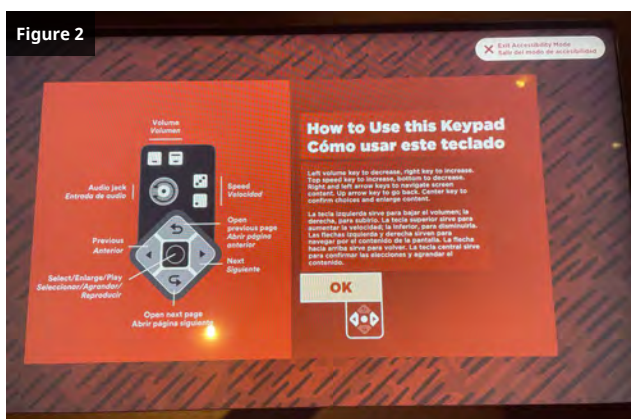 Figure 2
Exit Accessibility Mode
Salo del modo de accesibilidad
Volume
Volumen
Audio jack
Entrada de audio
Speed
Velocidad
Open
previous page
Abrir página
anterior
Previous
Anterior
Next
Siguiente
Select/Enlarge/Play
Seleccionar/Agrandar/
Reproducir
Open next page
Abrir página siguiente
How to Use this Keypad
Cómo usar este teclado
Left volume key to decrease, right key to increase.
Top speed key to increase, bottom to decrease.
Right and left arrow keys to navigate screen
content. Up arrow key to go back. Center key to
confirm choices and enlarge content.
La tecla izquierda sirve para bajar el volumen; la
derecha, para subirlo. La tecla superior sirve para
aumentar la velocidad; la inferior, para disminuirla.
Las flechas izquierda y derecha sirven para
navegar por el contenido de la pantalla. La flecha
hacia arriba sirve para volver. La tecla central sirve
para confirmar las elecciones y agrandar el
contenido.
OK